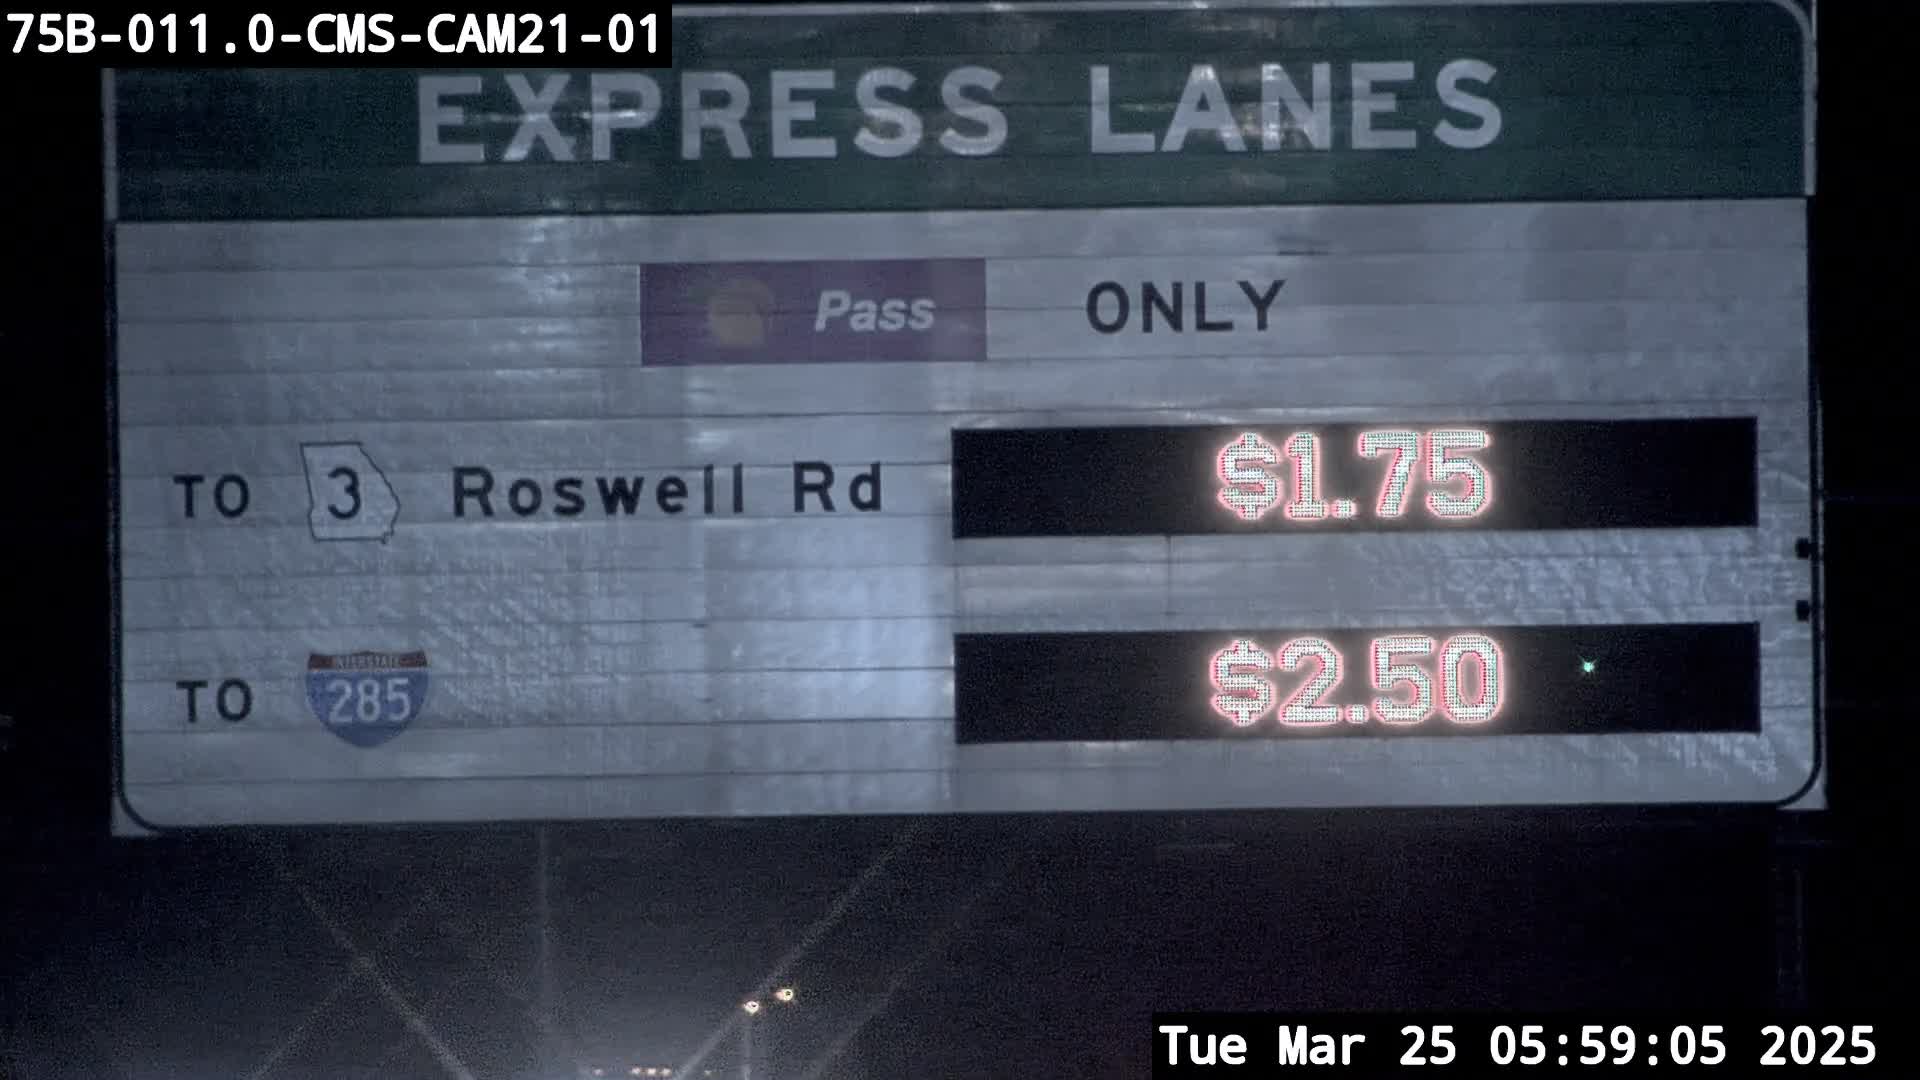 75B-011.0-CMS-CAM21-01
EXPRESS LANES
Pass ONLY
TO 3 Roswell Rd $1.75
INTERSTATE
TO 285 $2.50
Tue Mar 25 05:59:05 2025